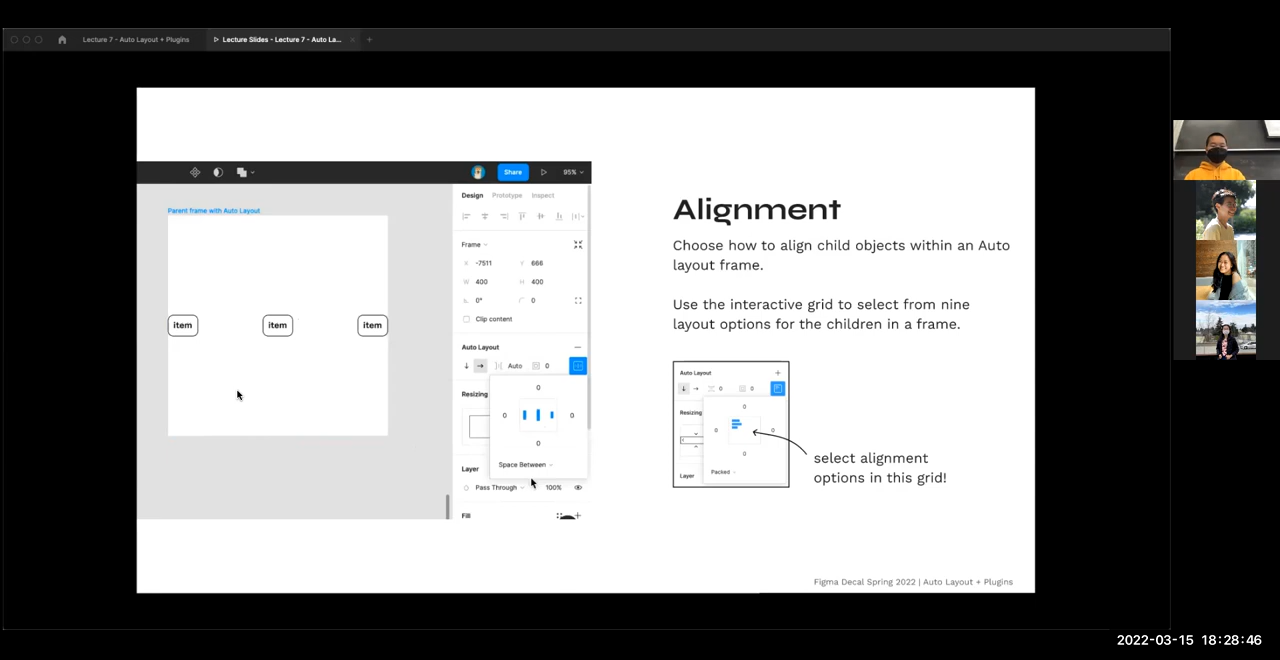 Lecture 7 - Auto Layout + Plugins
Lecture Slides - Lecture 7 - Auto La...
Share
95%
Design Prototype Inspect
Parent frame with Auto Layout
Frame
X -7511 Y 666
W 400 H 400
0° 0
Clip content
item item item
Auto Layout
Auto 0
Resizing
0
0 0
0
Space Between
Layer
Pass Through 100%
Fill
Alignment
Choose how to align child objects within an Auto
layout frame.
Use the interactive grid to select from nine
layout options for the children in a frame.
Auto Layout
0 0
Resizing
0
0 0
0
Packed
Layer
select alignment
options in this grid!
Figma Decal Spring 2022 | Auto Layout + Plugins
2022-03-15 18:28:46